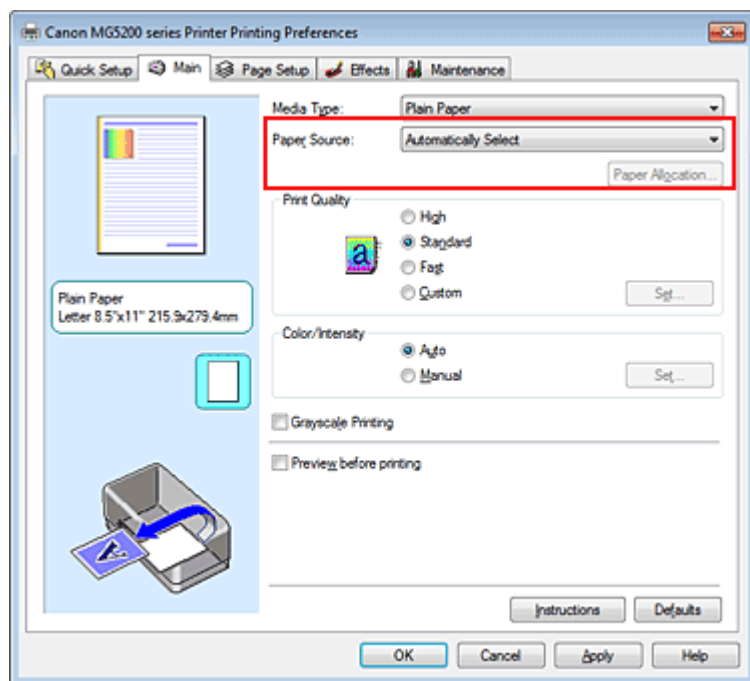 Canon MG5200 series Printer Printing Preferences
Quick Setup Main Page Setup Effects Maintenance
Media Type: Plain Paper
Paper Source: Automatically Select
Paper Allocation...
Print Quality
High
a Standard
Fast
Custom Set...
Plain Paper
Letter 8.5"x11" 215.9x279.4mm
Color/Intensity
Auto
Manual Set...
Grayscale Printing
Preview before printing
A
Instructions Defaults
OK Cancel Apply Help